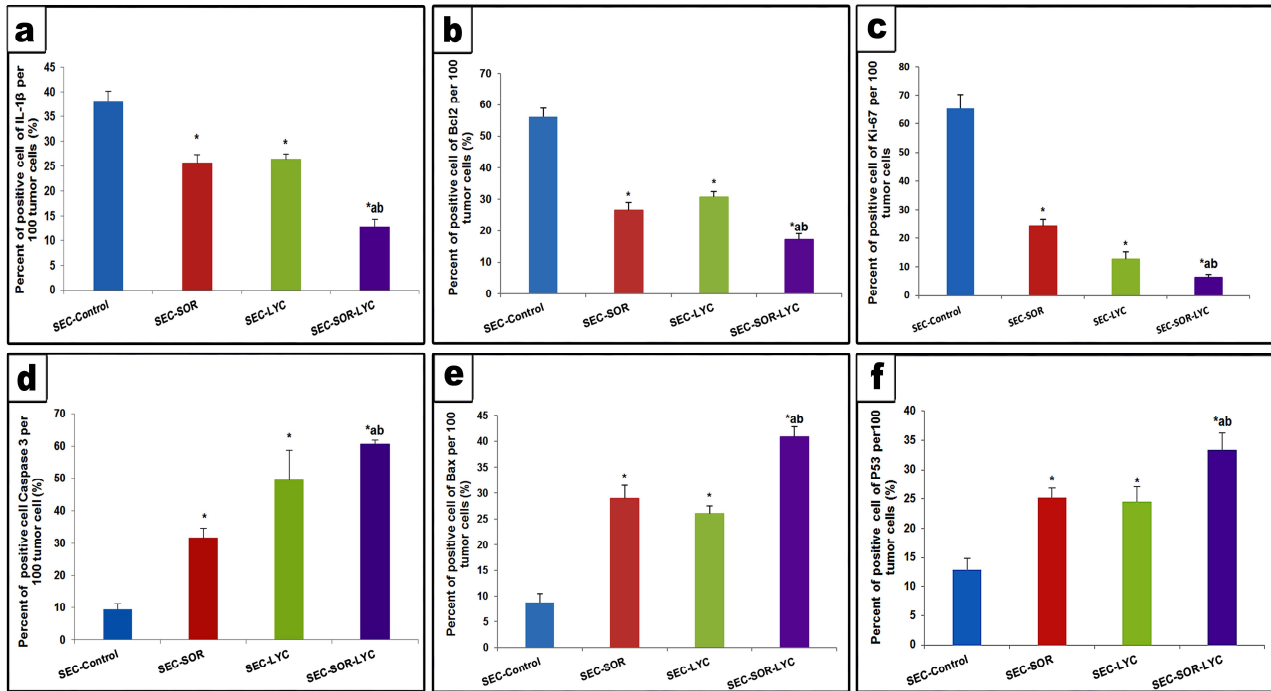 a
Percent of positive cell of IL-1β per
100 tumor cells (%)
45
40
35
30
25
20
15
10
5
0
*
*
*ab
SEC-Control
SEC-SOR
SEC-LYC
SEC-SOR-LYC
b
Percent of positive cell of Bcl2 per 100
tumor cells (%)
70
60
50
40
30
20
10
0
*
*
*ab
SEC-Control
SEC-SOR
SEC-LYC
SEC-SOR-LYC
c
Percent of positive cell of Ki-67 per 100
tumor cells
80
70
60
50
40
30
20
10
0
*
*
*ab
SEC-Control
SEC-SOR
SEC-LYC
SEC-SOR-LYC
d
Percent of positive cell Caspase 3 per
100 tumor cell (%)
70
60
50
40
30
20
10
0
*
*
*ab
SEC-Control
SEC-SOR
SEC-LYC
SEC-SOR-LYC
e
Percent of positive cell of Bax per 100
tumor cells (%)
45
40
35
30
25
20
15
10
5
0
*
*
*ab
SEC-Control
SEC-SOR
SEC-LYC
SEC-SOR-LYC
f
Percent of positive cell of P53 per100
tumor cells (%)
40
35
30
25
20
15
10
5
0
*
*
*ab
SEC-Control
SEC-SOR
SEC-LYC
SEC-SOR-LYC